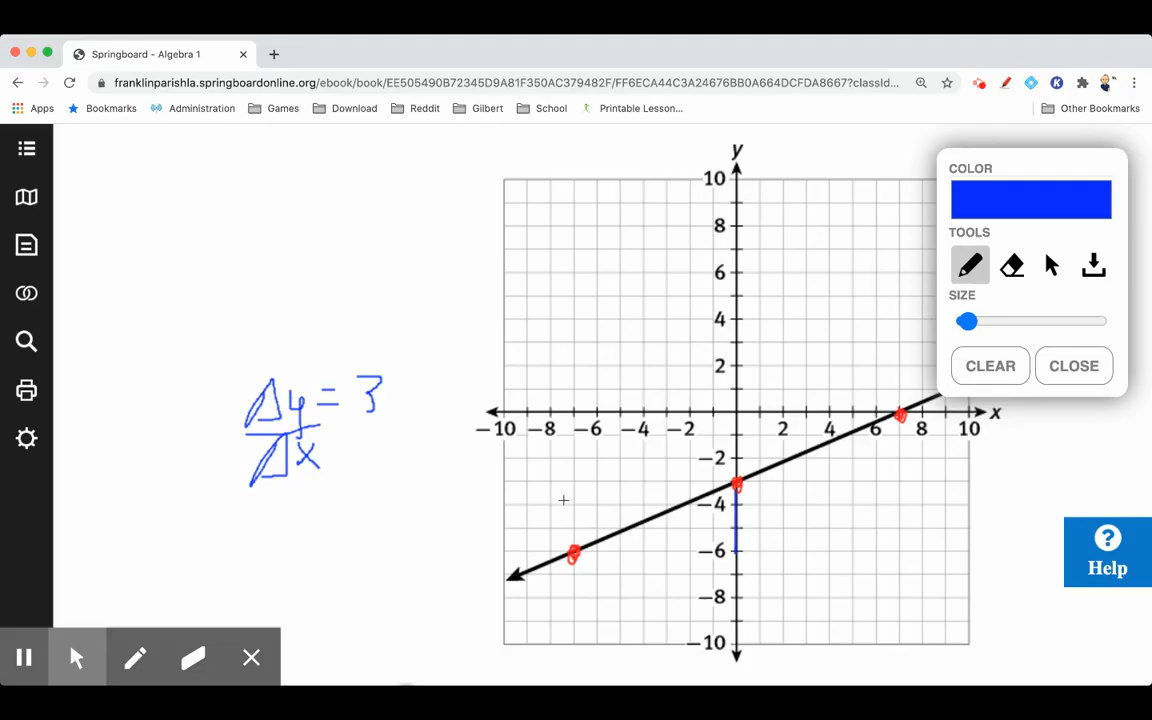 Springboard - Algebra 1
franklinparishla.springboardonline.org/ebook/book/EE505490B72345D9A81F350AC379482F/FF6ECA44C3A24676BB0A664DCFDA8667?classId...
Apps Bookmarks Administration Games Download Reddit Gilbert School Printable Lesson... Other Bookmarks
y
10
8
6
4
2
-10 -8 -6 -4 -2 2 4 6 8 10 x
-2
-4
-6
-8
-10
Δy = 3
Δx
COLOR
TOOLS
SIZE
CLEAR CLOSE
?
Help